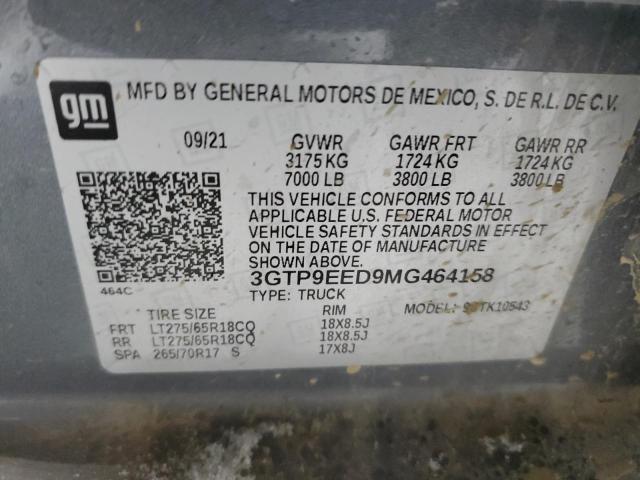 gm
MFD BY GENERAL MOTORS DE MEXICO, S. DE R.L. DE C.V.
09/21 GVWR GAWR FRT GAWR RR
3175 KG 1724 KG 1724 KG
7000 LB 3800 LB 3800 LB
THIS VEHICLE CONFORMS TO ALL
APPLICABLE U.S. FEDERAL MOTOR
VEHICLE SAFETY STANDARDS IN EFFECT
ON THE DATE OF MANUFACTURE
SHOWN ABOVE.
3GTP9EED9MG464158
464C
TYPE: TRUCK MODEL:
TIRE SIZE RIM
FRT LT275/65R18CQ 18X8.5J
RR LT275/65R18CQ 18X8.5J
SPA 265/70R17 S 17X8J